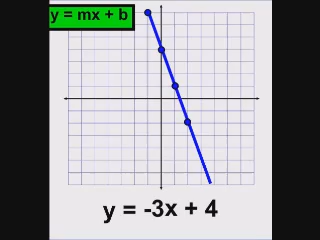 y = mx + b
y = -3x + 4